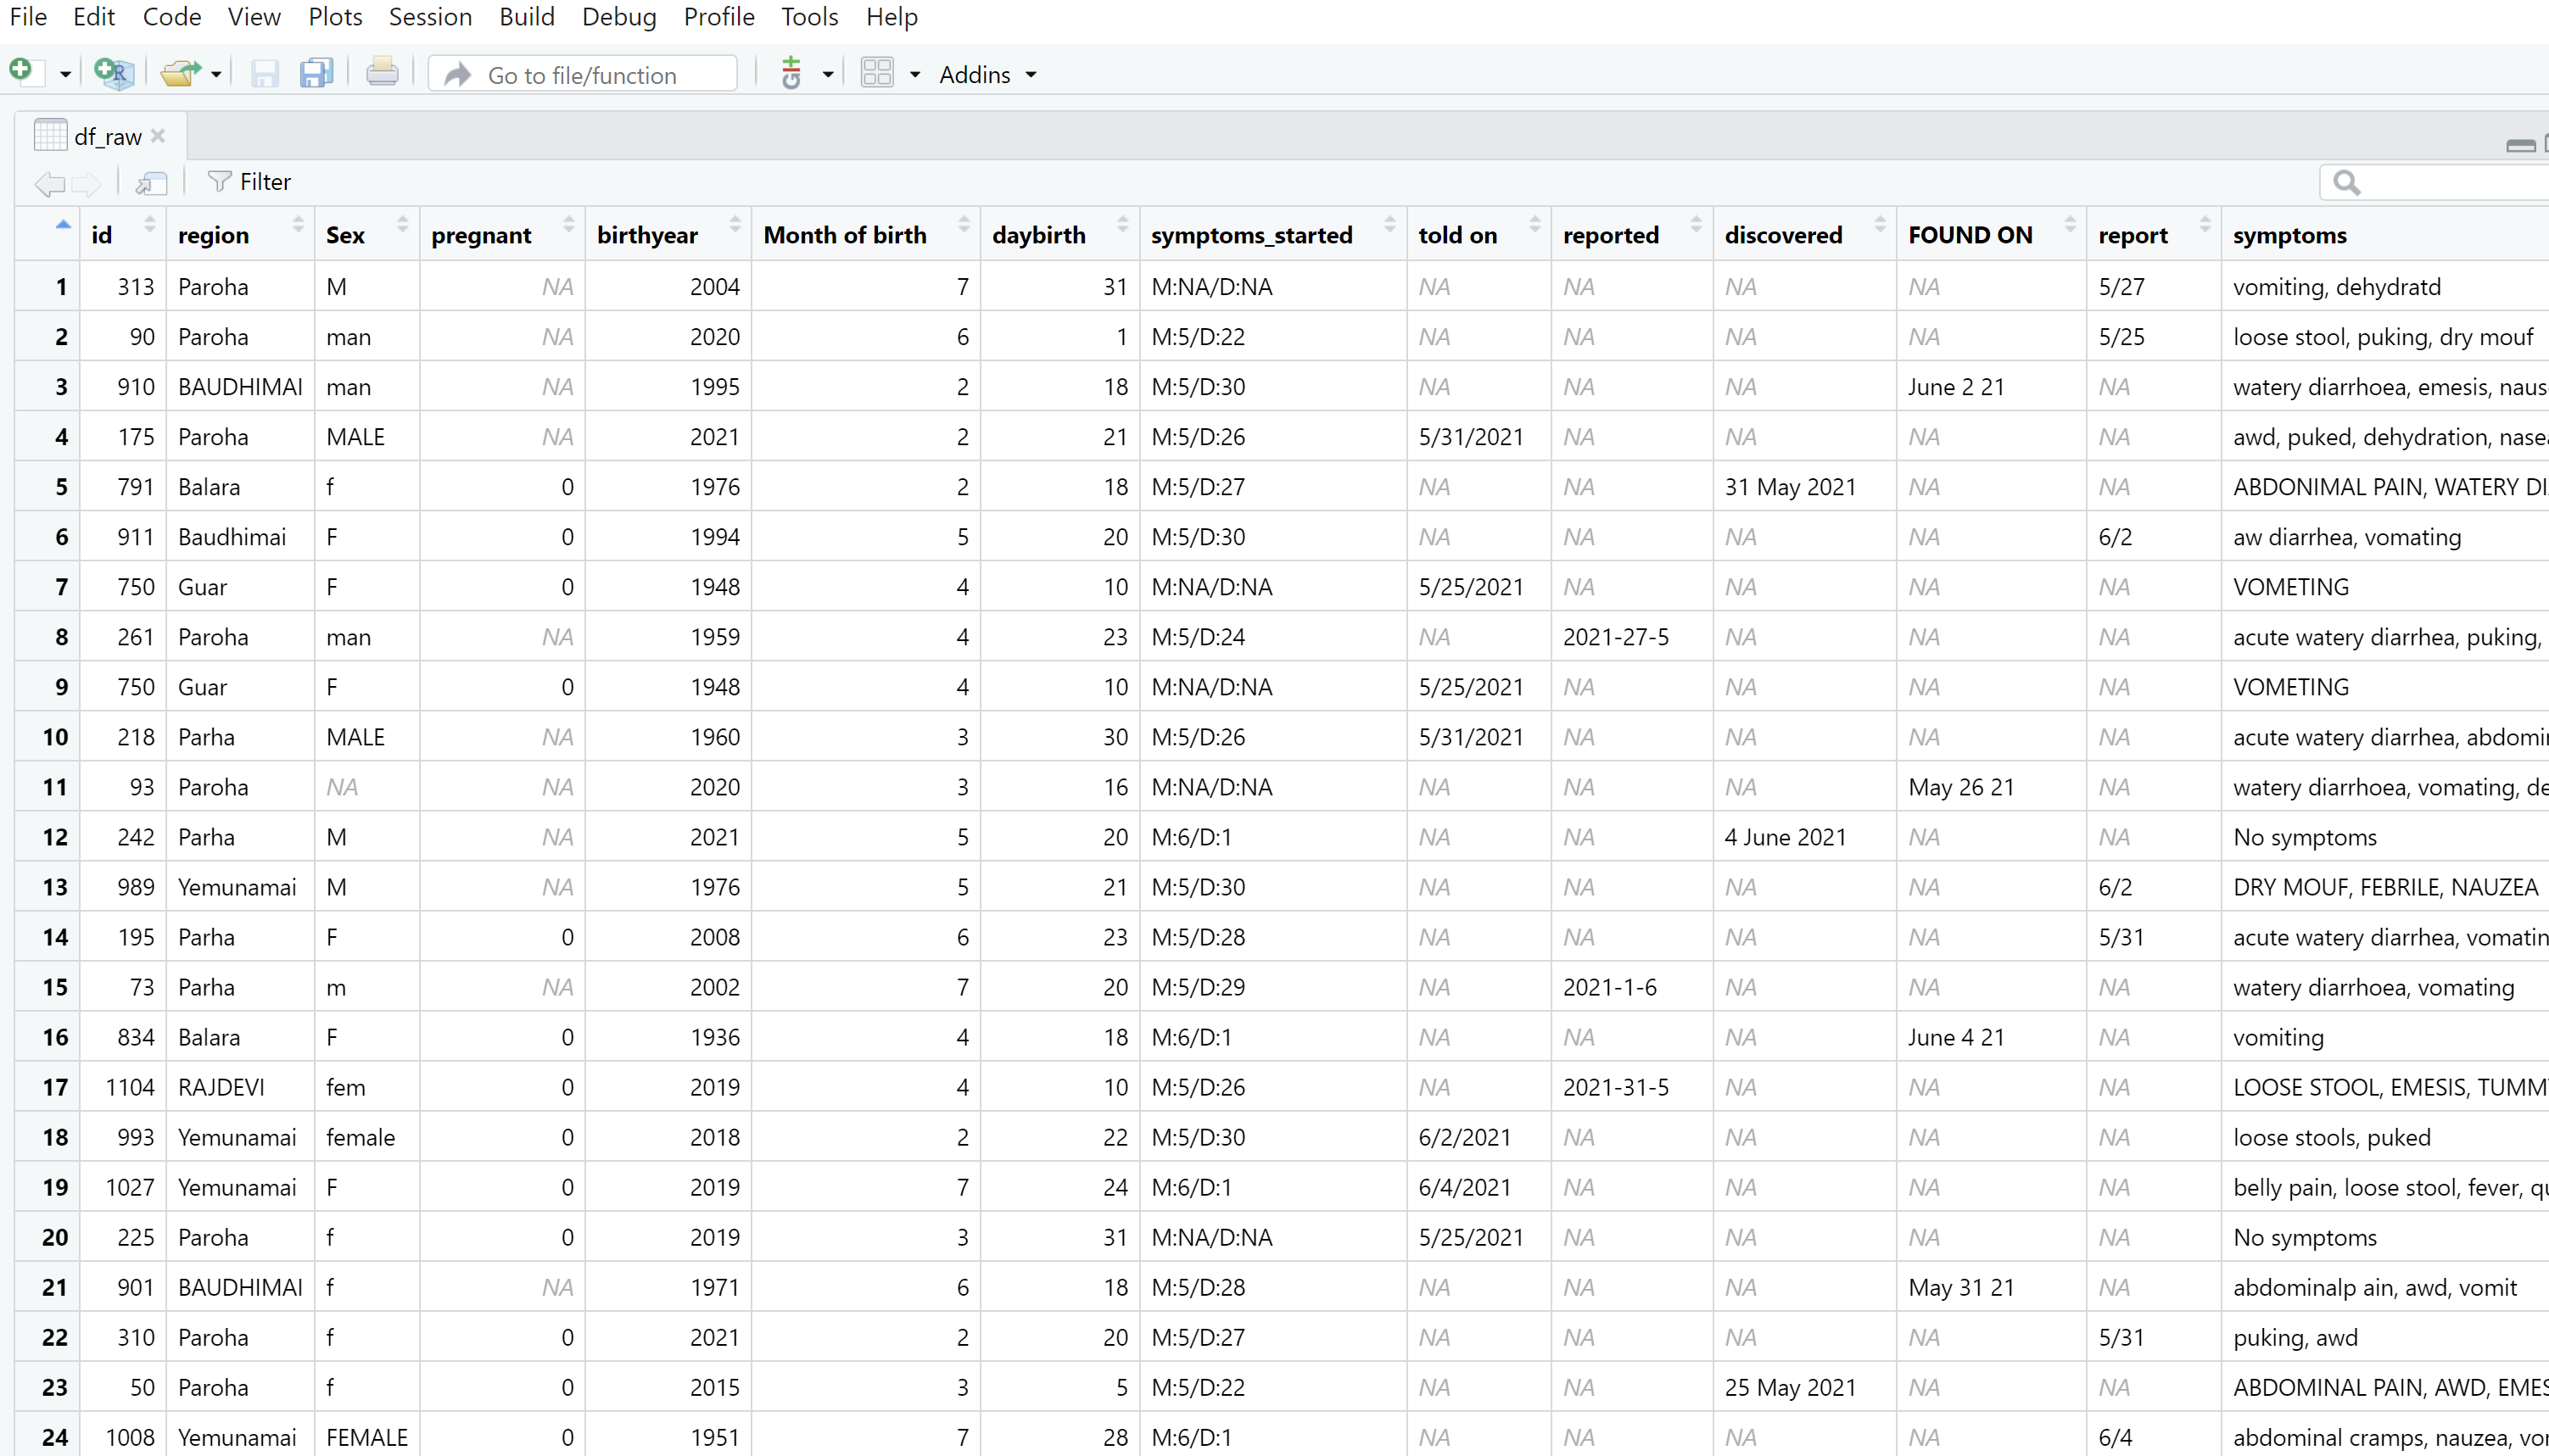 File Edit Code View Plots Session Build Debug Profile Tools Help
Go to file/function Git Addins
df_raw
Filter
id region Sex pregnant birthyear Month of birth daybirth symptoms_started told on reported discovered FOUND ON report symptoms
1 313 Paroha M NA 2004 7 31 M:NA/D:NA NA NA NA NA 5/27 vomiting, dehydratd
2 90 Paroha man NA 2020 6 1 M:5/D:22 NA NA NA NA 5/25 loose stool, puking, dry mouf
3 910 BAUDHIMAI man NA 1995 2 18 M:5/D:30 NA NA NA June 2 21 NA watery diarrhoea, emesis, naus
4 175 Paroha MALE NA 2021 2 21 M:5/D:26 5/31/2021 NA NA NA NA awd, puked, dehydration, nase
5 791 Balara f 0 1976 2 18 M:5/D:27 NA NA 31 May 2021 NA NA ABDONIMAL PAIN, WATERY DI
6 911 Baudhimai F 0 1994 5 20 M:5/D:30 NA NA NA NA 6/2 aw diarrhea, vomating
7 750 Guar F 0 1948 4 10 M:NA/D:NA 5/25/2021 NA NA NA NA VOMETING
8 261 Paroha man NA 1959 4 23 M:5/D:24 NA 2021-27-5 NA NA NA acute watery diarrhea, puking,
9 750 Guar F 0 1948 4 10 M:NA/D:NA 5/25/2021 NA NA NA NA VOMETING
10 218 Parha MALE NA 1960 3 30 M:5/D:26 5/31/2021 NA NA NA NA acute watery diarrhea, abdomi
11 93 Paroha NA NA 2020 3 16 M:NA/D:NA NA NA NA May 26 21 NA watery diarrhoea, vomating, de
12 242 Parha M NA 2021 5 20 M:6/D:1 NA NA 4 June 2021 NA NA No symptoms
13 989 Yemunamai M NA 1976 5 21 M:5/D:30 NA NA NA NA 6/2 DRY MOUF, FEBRILE, NAUZEA
14 195 Parha F 0 2008 6 23 M:5/D:28 NA NA NA NA 5/31 acute watery diarrhea, vomatin
15 73 Parha m NA 2002 7 20 M:5/D:29 NA 2021-1-6 NA NA NA watery diarrhoea, vomating
16 834 Balara F 0 1936 4 18 M:6/D:1 NA NA NA June 4 21 NA vomiting
17 1104 RAJDEVI fem 0 2019 4 10 M:5/D:26 NA 2021-31-5 NA NA NA LOOSE STOOL, EMESIS, TUMM
18 993 Yemunamai female 0 2018 2 22 M:5/D:30 6/2/2021 NA NA NA NA loose stools, puked
19 1027 Yemunamai F 0 2019 7 24 M:6/D:1 6/4/2021 NA NA NA NA belly pain, loose stool, fever, q
20 225 Paroha f 0 2019 3 31 M:NA/D:NA 5/25/2021 NA NA NA NA No symptoms
21 901 BAUDHIMAI f NA 1971 6 18 M:5/D:28 NA NA NA May 31 21 NA abdominalp ain, awd, vomit
22 310 Paroha f 0 2021 2 20 M:5/D:27 NA NA NA NA 5/31 puking, awd
23 50 Paroha f 0 2015 3 5 M:5/D:22 NA NA 25 May 2021 NA NA ABDOMINAL PAIN, AWD, EMES
24 1008 Yemunamai FEMALE 0 1951 7 28 M:6/D:1 NA NA NA NA 6/4 abdominal cramps, nauzea, vo